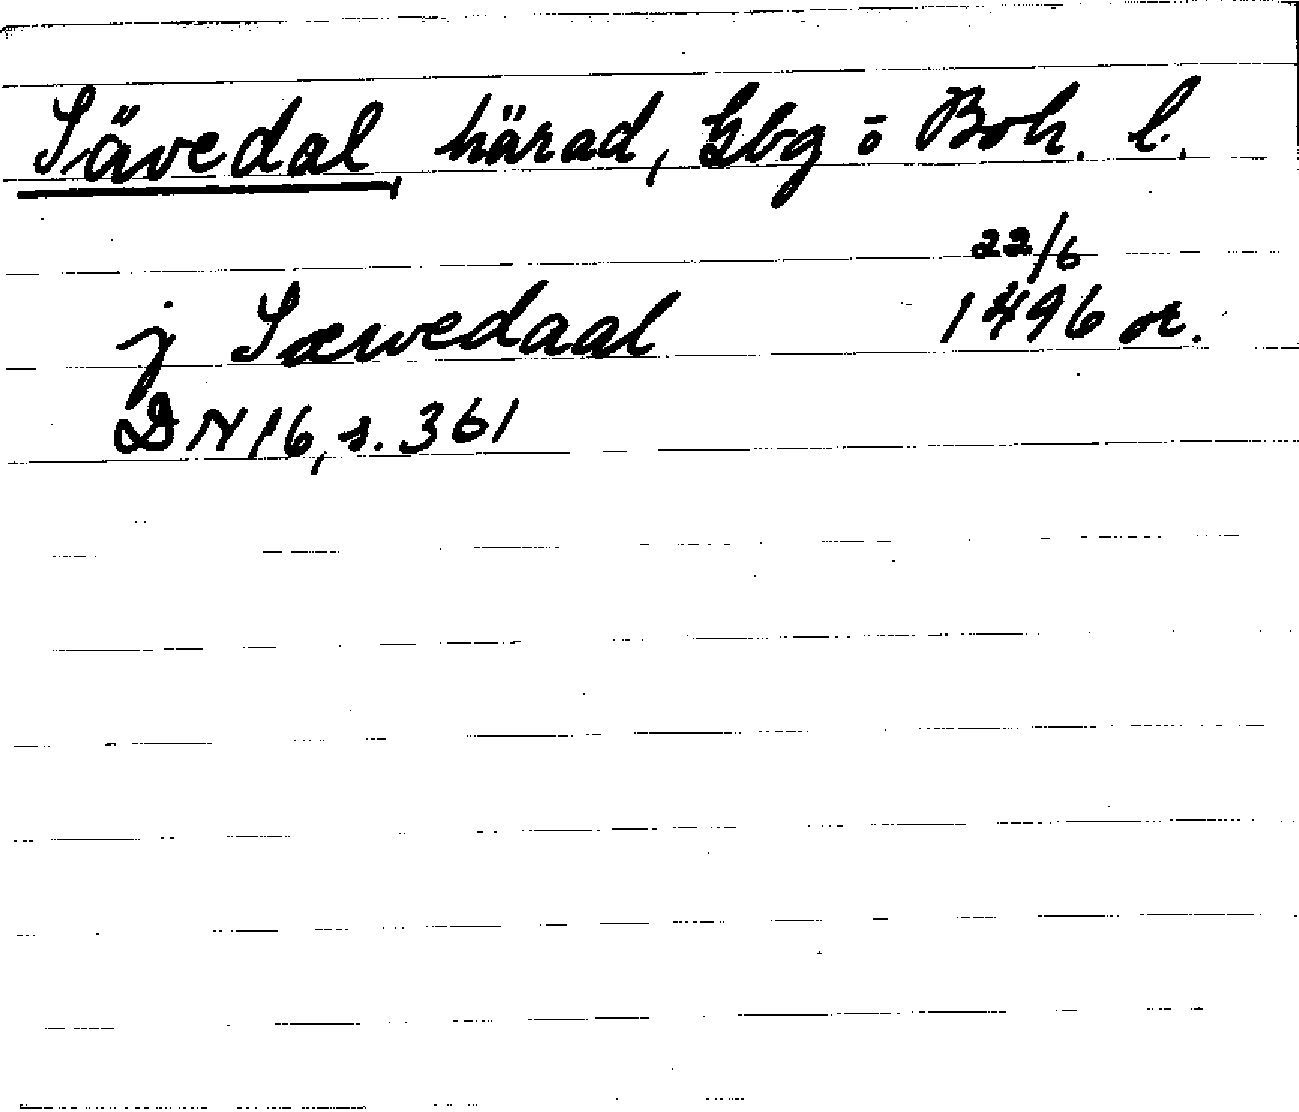 Sävedal, härad, Gbg o Boh. l.
22/6
j Sæwedaal 1496 or.
DN 16, s. 361